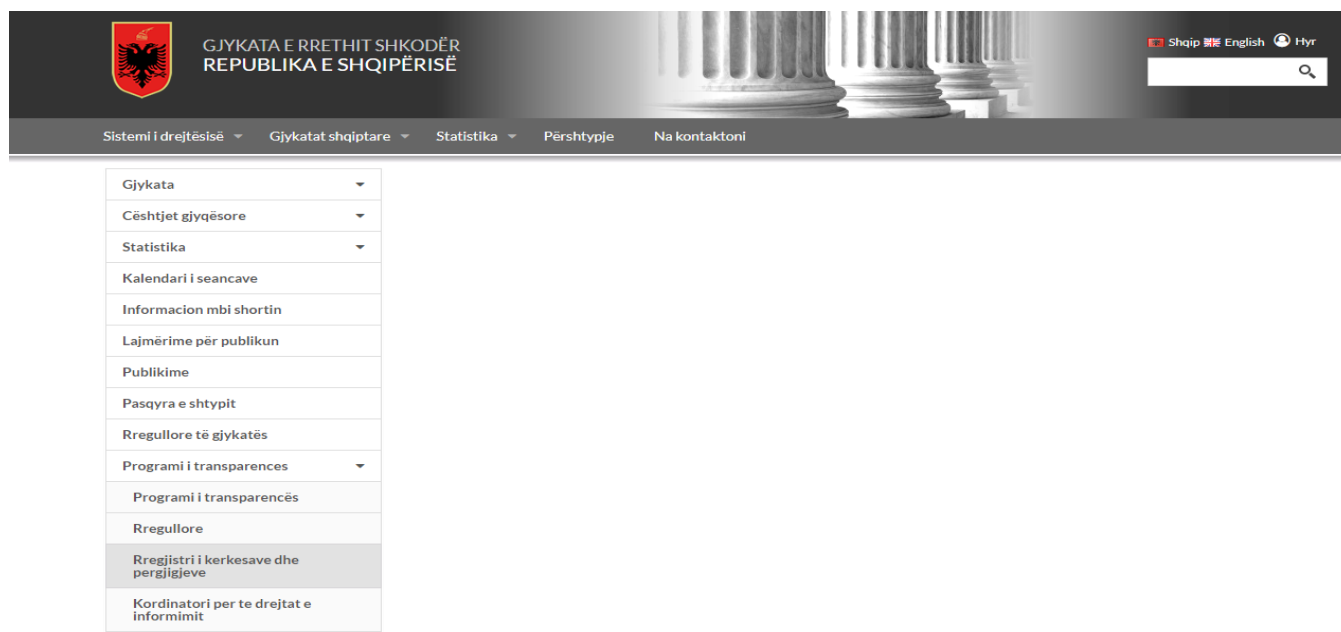 GJYKATA E RRETHIT SHKODËR
REPUBLIKA E SHQIPËRISË
Shqip English Hyr
Sistemi i drejtësisë Gjykatat shqiptare Statistika Përshtypje Na kontaktoni
Gjykata
Cështjet gjyqësore
Statistika
Kalendari i seancave
Informacion mbi shortin
Lajmërime për publikun
Publikime
Pasqyra e shtypit
Rregullore të gjykatës
Programi i transparences
Programi i transparencës
Rregullore
Rregjistri i kerkesave dhe
pergjigjeve
Kordinatori per te drejtat e
informimit